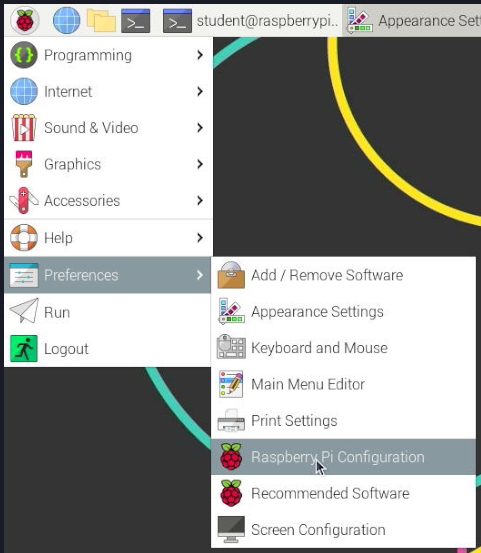 student@raspberrypi..
Appearance Set
Programming
Internet
Sound & Video
Graphics
Accessories
Help
Preferences
Run
Logout
Add / Remove Software
Appearance Settings
Keyboard and Mouse
Main Menu Editor
Print Settings
Raspberry Pi Configuration
Recommended Software
Screen Configuration